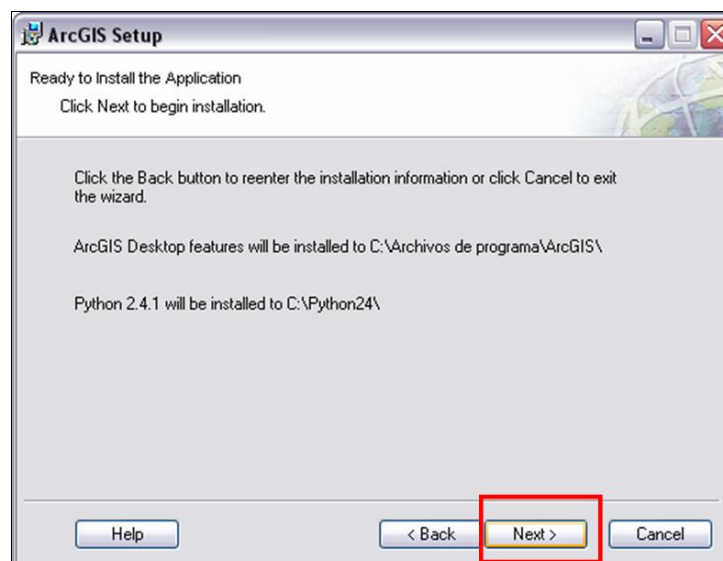 ArcGIS Setup
Ready to Install the Application
Click Next to begin installation.
Click the Back button to reenter the installation information or click Cancel to exit
the wizard.
ArcGIS Desktop features will be installed to C:\Archivos de programa\ArcGIS\
Python 2.4.1 will be installed to C:\Python24\
Help
< Back
Next >
Cancel